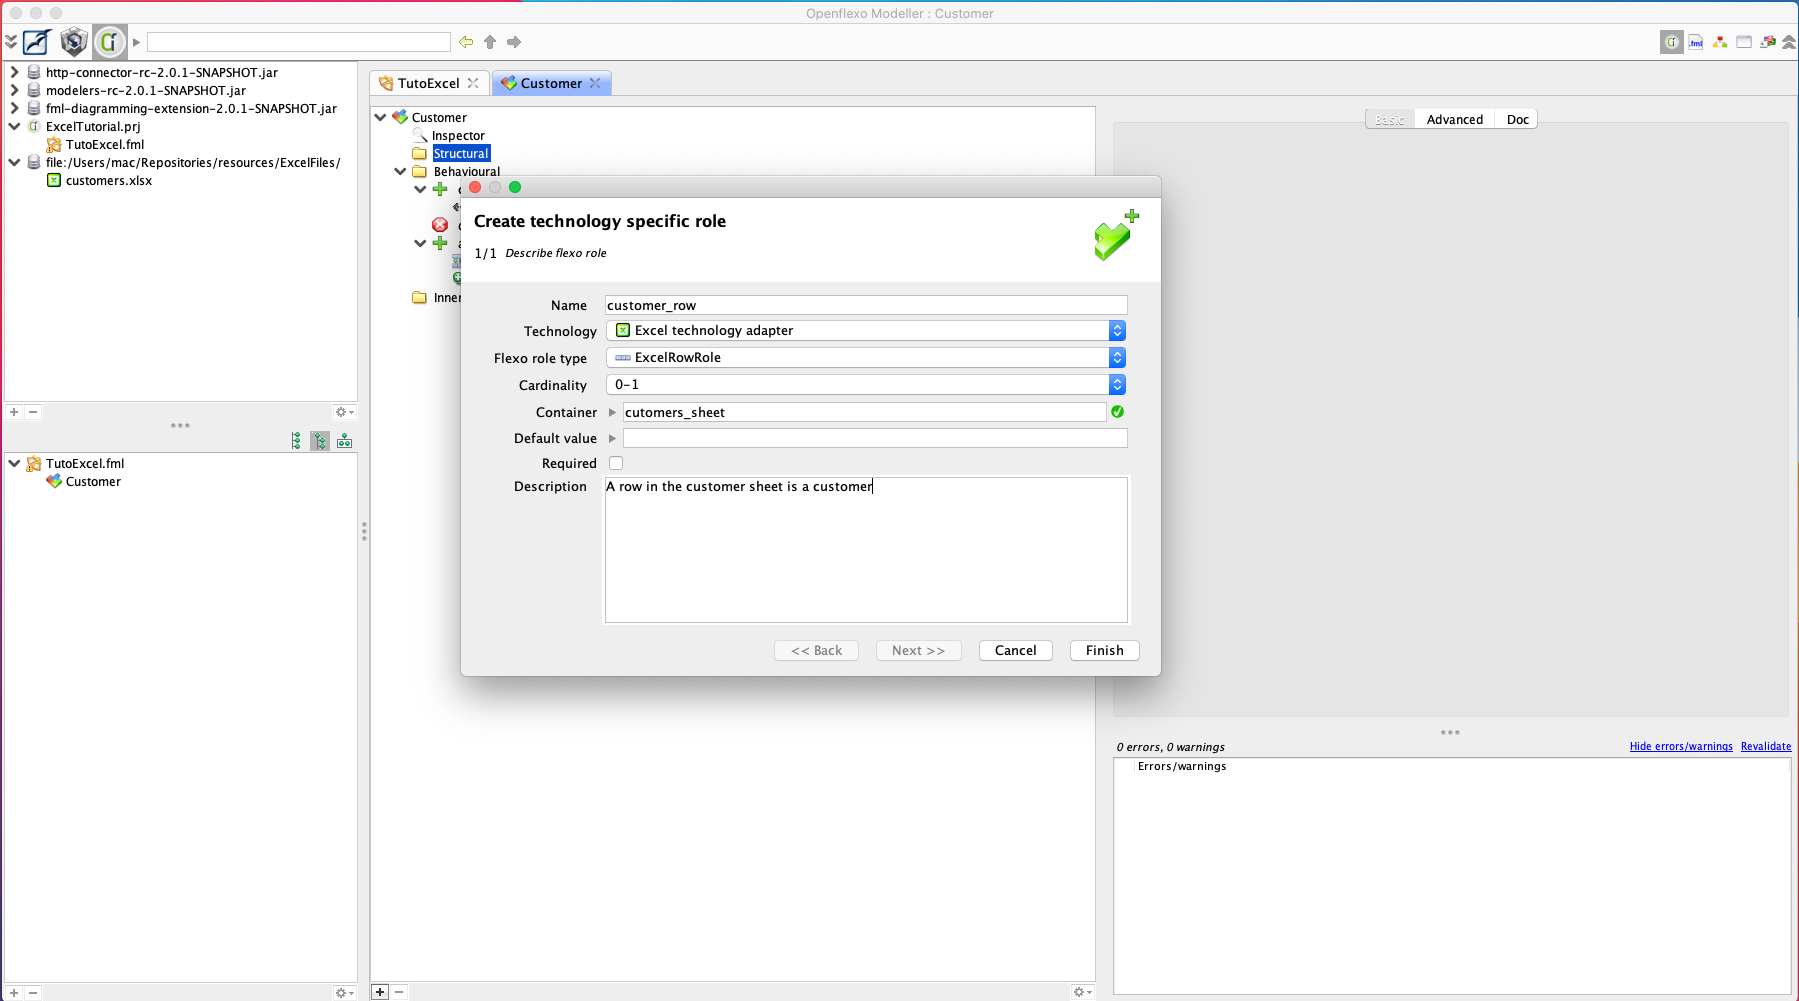 Openflexo Modeller : Customer
.fml
http-connector-rc-2.0.1-SNAPSHOT.jar
modelers-rc-2.0.1-SNAPSHOT.jar
fml-diagramming-extension-2.0.1-SNAPSHOT.jar
ExcelTutorial.prj
TutoExcel.fml
file:/Users/mac/Repositories/resources/ExcelFiles/
customers.xlsx
TutoExcel.fml
Customer
TutoExcel
Customer
Customer
Inspector
Structural
Behavioural
Inner
Create technology specific role
1/1 Describe flexo role
Name customer_row
Technology Excel technology adapter
Flexo role type ExcelRowRole
Cardinality 0-1
Container cutomers_sheet
Default value
Required
Description A row in the customer sheet is a customer
<< Back Next >> Cancel Finish
Basic Advanced Doc
0 errors, 0 warnings Hide errors/warnings Revalidate
Errors/warnings